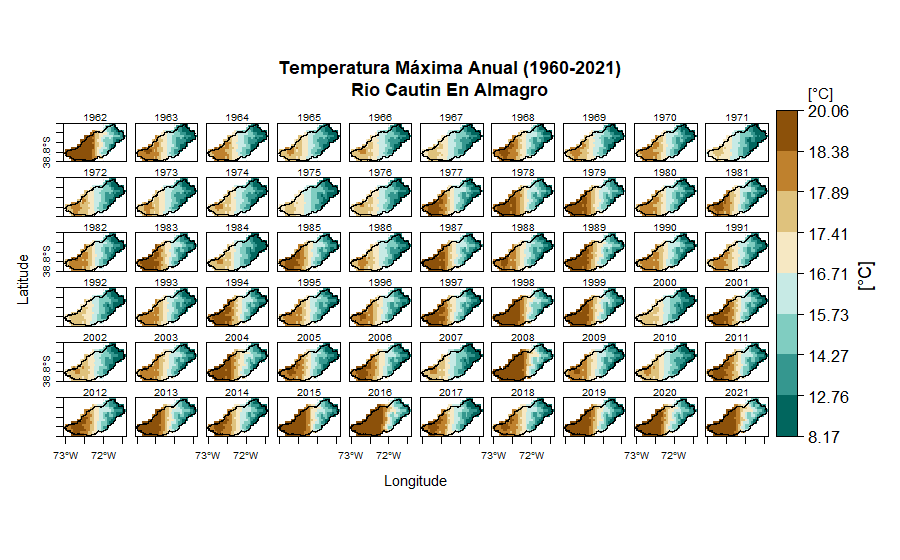 Temperatura Máxima Anual (1960-2021)
Rio Cautin En Almagro
[°C]
1962 1963 1964 1965 1966 1967 1968 1969 1970 1971
1972 1973 1974 1975 1976 1977 1978 1979 1980 1981
1982 1983 1984 1985 1986 1987 1988 1989 1990 1991
1992 1993 1994 1995 1996 1997 1998 1999 2000 2001
2002 2003 2004 2005 2006 2007 2008 2009 2010 2011
2012 2013 2014 2015 2016 2017 2018 2019 2020 2021
38.8°S
38.8°S
38.8°S
Latitude
73°W 72°W 73°W 72°W 73°W 72°W 73°W 72°W 73°W 72°W
Longitude
20.06
18.38
17.89
17.41
16.71
15.73
14.27
12.76
8.17
[°C]